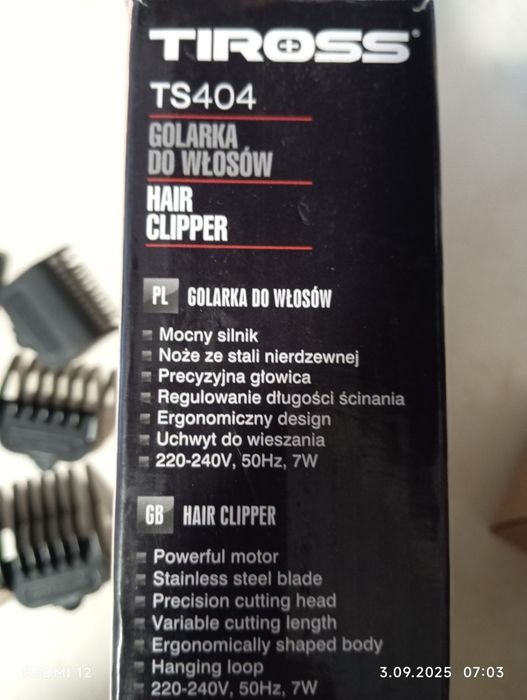 TIROSS
TS404
GOLARKA
DO WŁOSÓW
HAIR
CLIPPER
PL GOLARKA DO WŁOSÓW
Mocny silnik
Noże ze stali nierdzewnej
Precyzyjna głowica
Regulowanie długości ścinania
Ergonomiczny design
Uchwyt do wieszania
220-240V, 50Hz, 7W
GB HAIR CLIPPER
Powerful motor
Stainless steel blade
Precision cutting head
Variable cutting length
Ergonomically shaped body
Hanging loop
220-240V, 50Hz, 7W
REDMI 12
3.09.2025 07:03